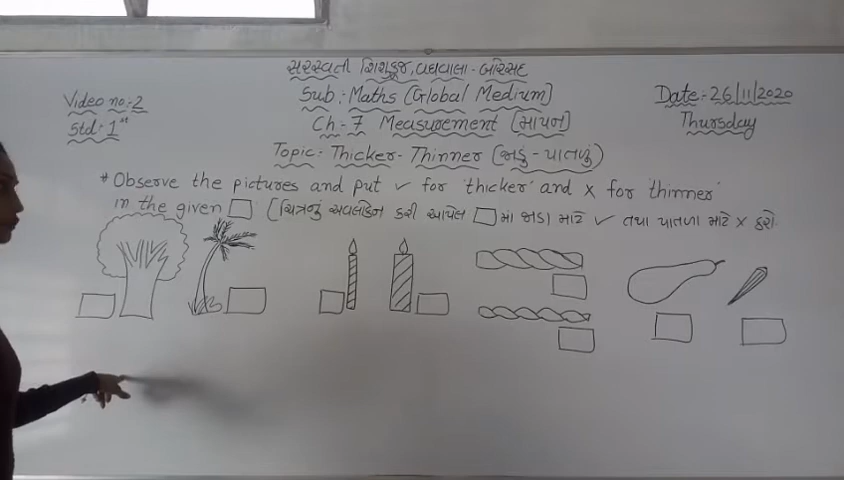 સરસ્વતી શિશુકુંજ, વઘવાલા - બોરસદ
Video no:-2
Sub:- Maths (Global Medium)
Date:- 26/11/2020
Std:- 1st
Ch:- 7 Measurement (માપન)
Thursday
Topic:- Thicker - Thinner (જાડું - પાતળું)
* Observe the pictures and put ✓ for 'thicker' and x for 'thinner'
in the given □ (ચિત્રનું અવલોકન કરી આપેલ □ માં જાડા માટે ✓ તથા પાતળા માટે x કરો.